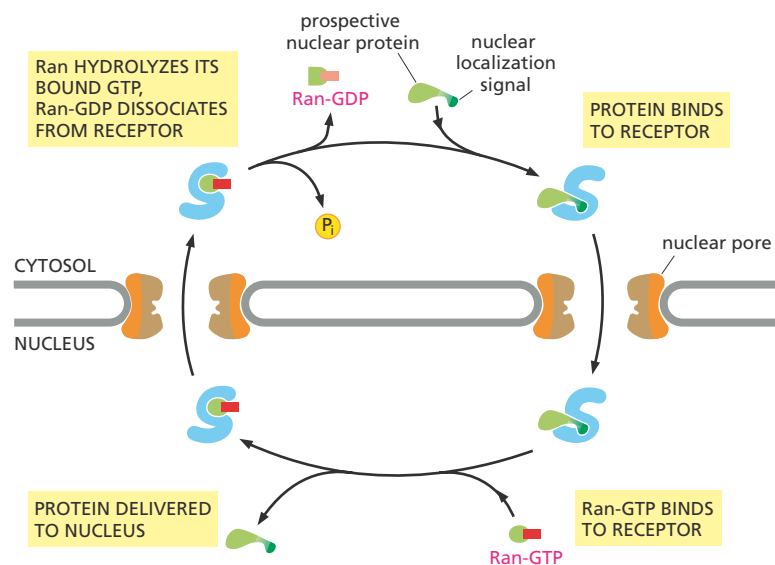 prospective
nuclear protein
nuclear
localization
signal
Ran HYDROLYZES ITS
BOUND GTP,
Ran-GDP DISSOCIATES
FROM RECEPTOR
Ran-GDP
PROTEIN BINDS
TO RECEPTOR
Pi
nuclear pore
CYTOSOL
NUCLEUS
PROTEIN DELIVERED
TO NUCLEUS
Ran-GTP BINDS
TO RECEPTOR
Ran-GTP